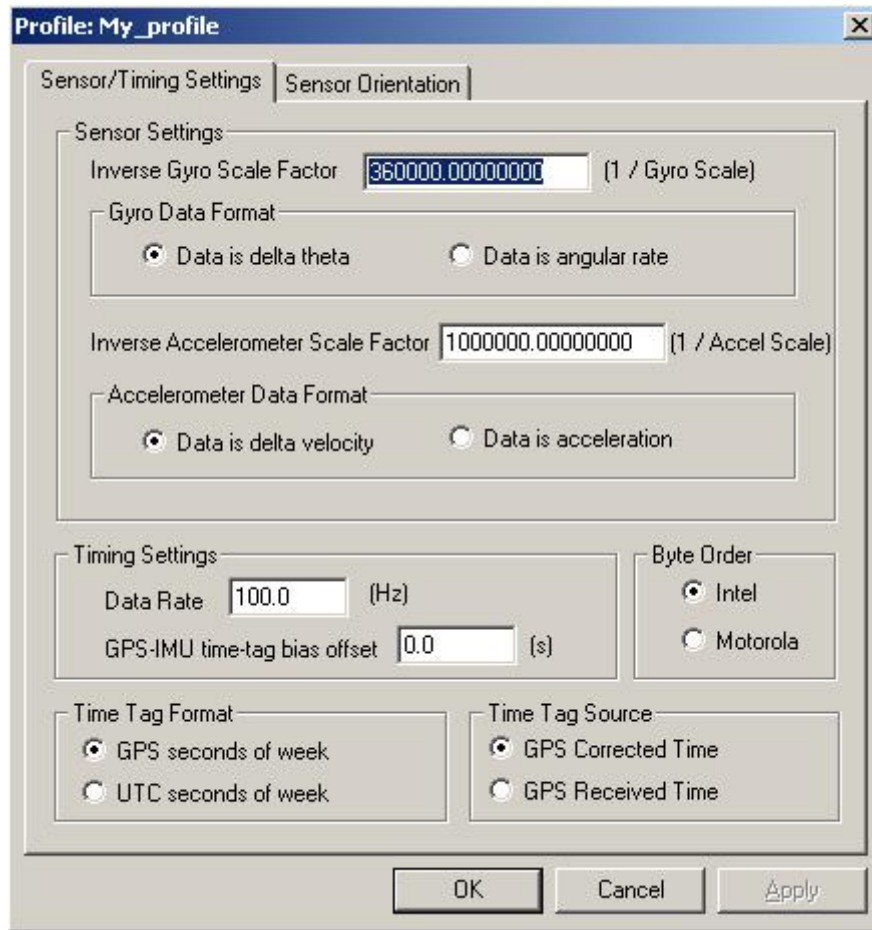 Profile: My_profile
Sensor/Timing Settings Sensor Orientation
Sensor Settings
Inverse Gyro Scale Factor 360000.00000000 (1 / Gyro Scale)
Gyro Data Format
Data is delta theta Data is angular rate
Inverse Accelerometer Scale Factor 1000000.00000000 (1 / Accel Scale)
Accelerometer Data Format
Data is delta velocity Data is acceleration
Timing Settings
Data Rate 100.0 (Hz)
GPS-IMU time-tag bias offset 0.0 (s)
Byte Order
Intel
Motorola
Time Tag Format
GPS seconds of week
UTC seconds of week
Time Tag Source
GPS Corrected Time
GPS Received Time
OK Cancel Apply